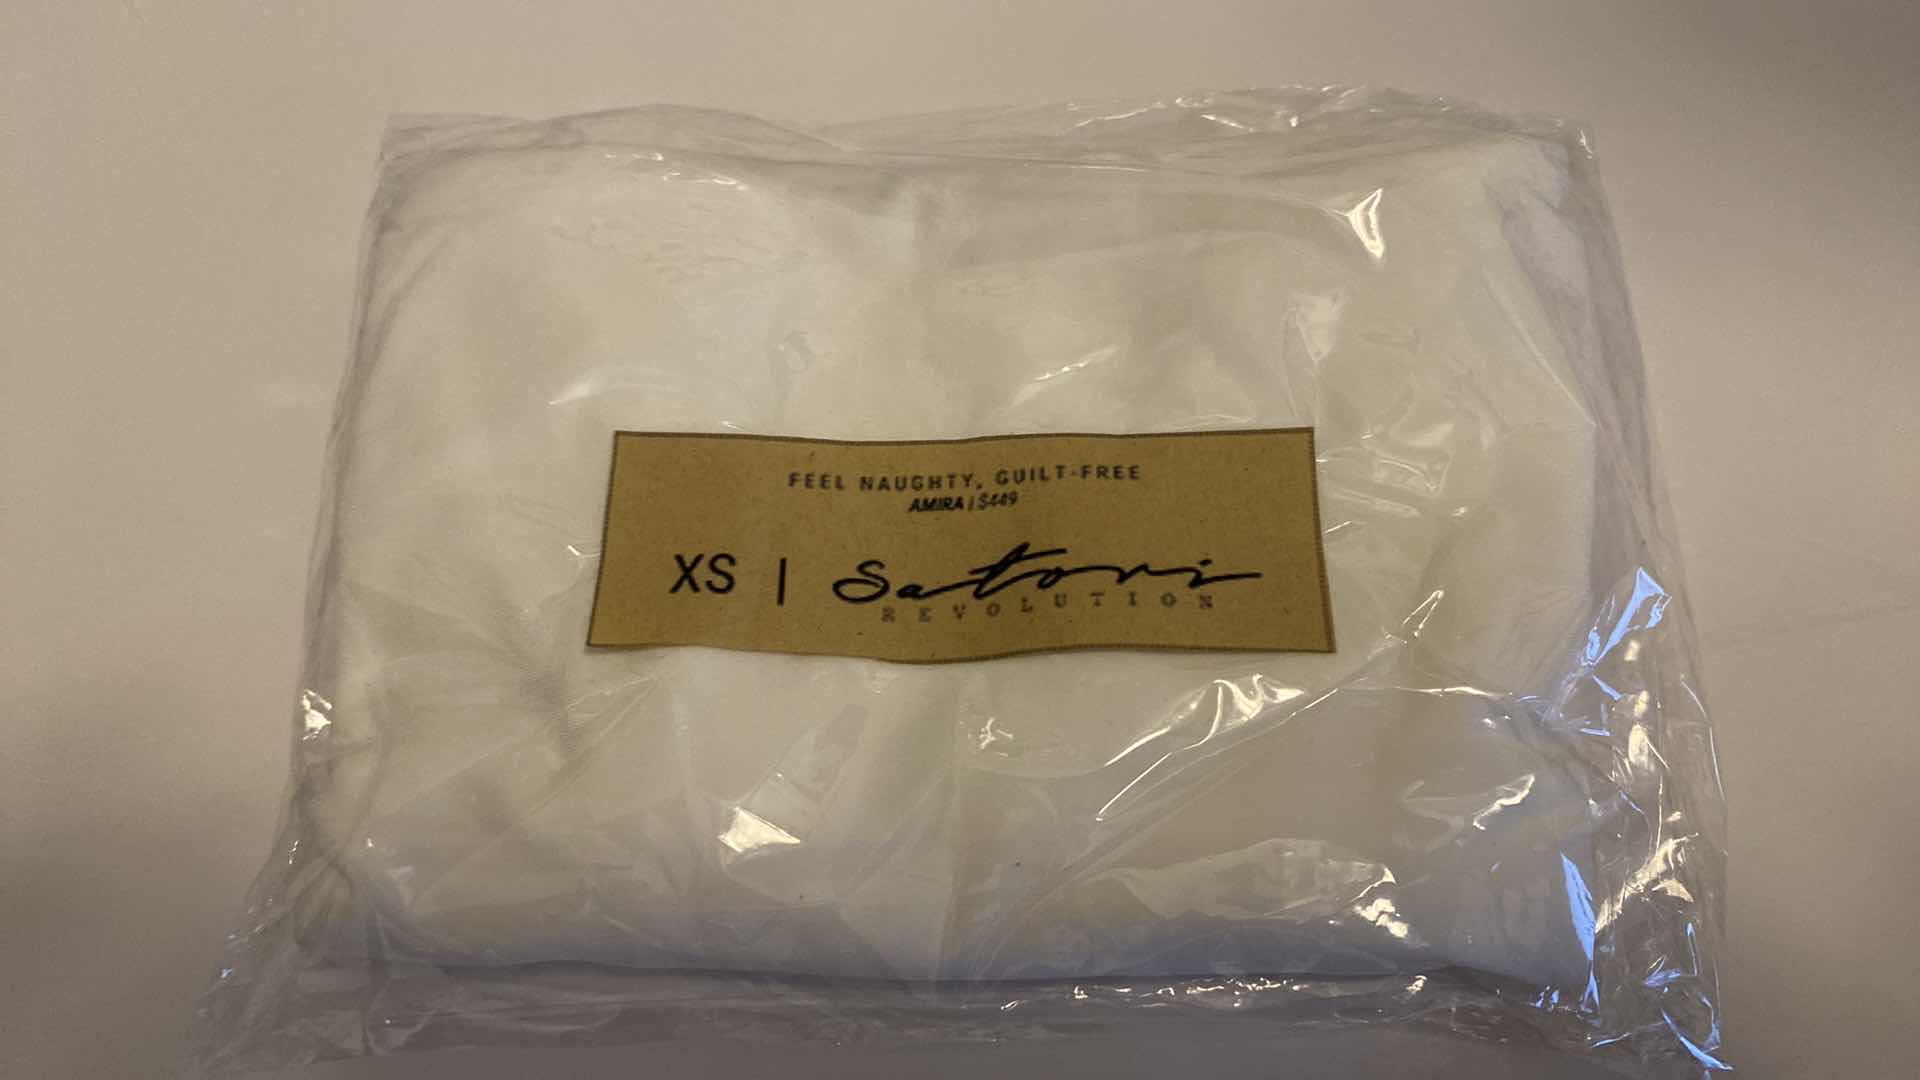 FEEL NAUGHTY, GUILT-FREE
AMIRA | $449
XS | Satori
REVOLUTION